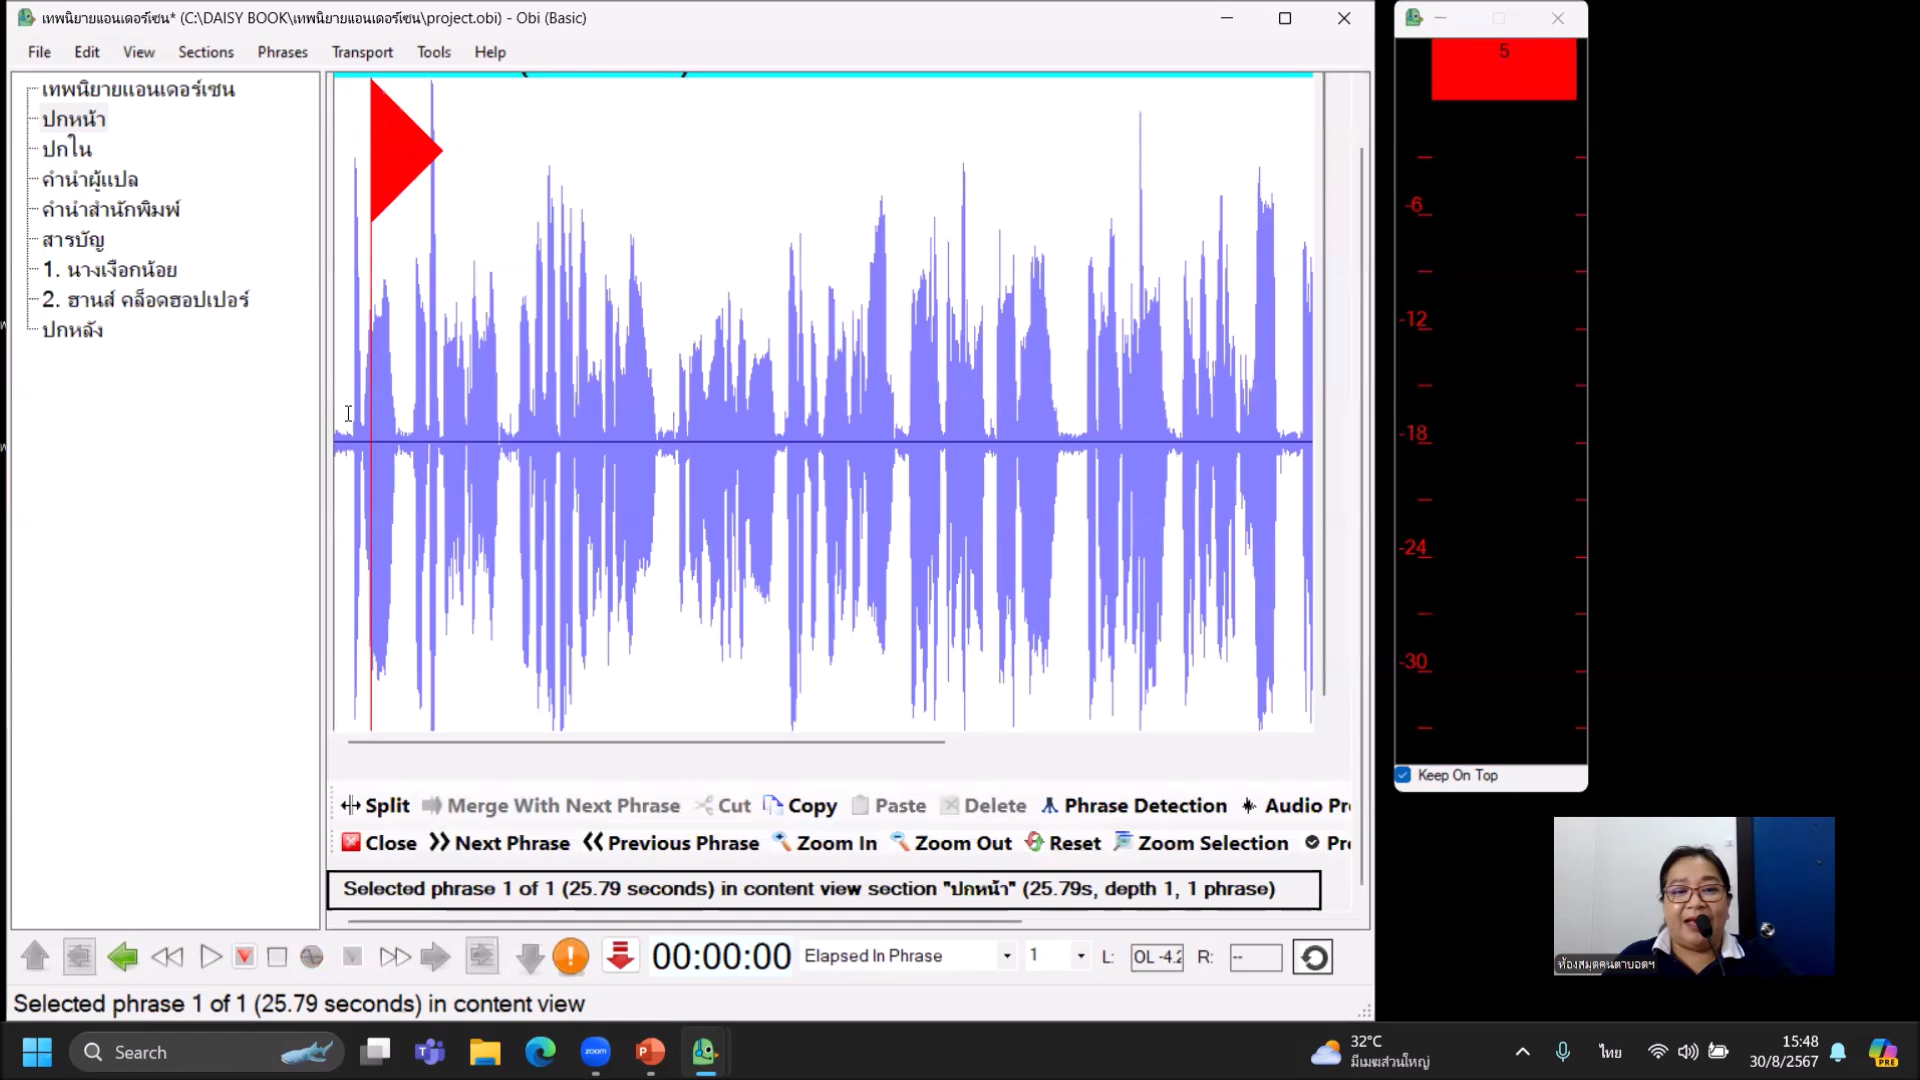 เทพนิยายแอนเดอร์เซน* (C:\DAISY BOOK\เทพนิยายแอนเดอร์เซน\project.obi) - Obi (Basic)
File Edit View Sections Phrases Transport Tools Help
เทพนิยายแอนเดอร์เซน
ปกหน้า
ปกใน
คำนำผู้แปล
คำนำสำนักพิมพ์
สารบัญ
1. นางเงือกน้อย
2. ฮานส์ คล็อดฮอปเปอร์
ปกหลัง
Split Merge With Next Phrase Cut Copy Paste Delete Phrase Detection Audio Pr
Close Next Phrase Previous Phrase Zoom In Zoom Out Reset Zoom Selection Pr
Selected phrase 1 of 1 (25.79 seconds) in content view section "ปกหน้า" (25.79s, depth 1, 1 phrase)
00:00:00 Elapsed In Phrase 1 L: OL -4.2 R: --
Selected phrase 1 of 1 (25.79 seconds) in content view
5
-6
-12
-18
-24
-30
Keep On Top
ห้องสมุดคนตาบอดฯ
Search
zoom
32°C
มีเมฆส่วนใหญ่
ไทย
15:48
30/8/2567
PRE